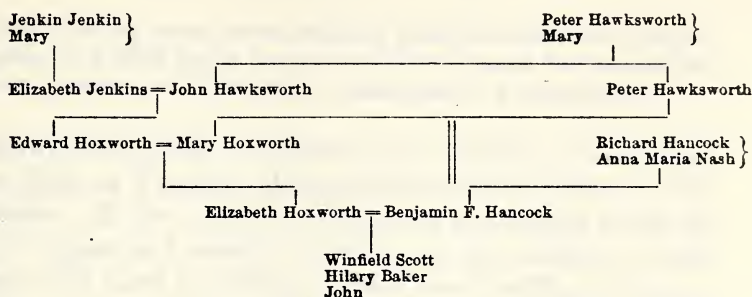 Jenkin Jenkin }
Mary
Peter Hawksworth }
Mary
Elizabeth Jenkins = John Hawksworth
Peter Hawksworth
Edward Hoxworth = Mary Hoxworth
Richard Hancock }
Anna Maria Nash
Elizabeth Hoxworth = Benjamin F. Hancock
Winfield Scott
Hilary Baker
John